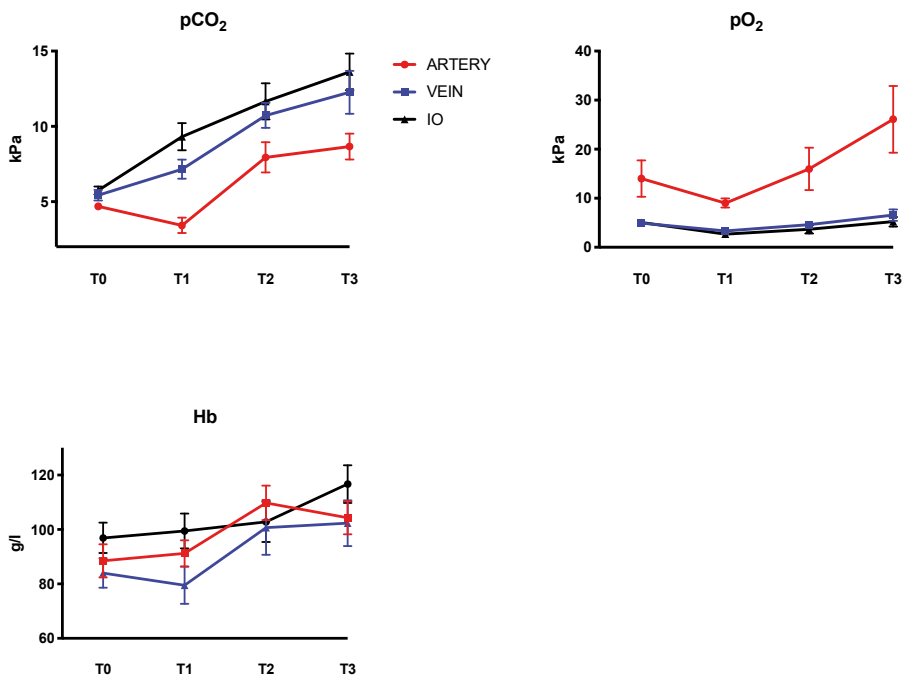 pCO2
15
10
5
kPa
T0 T1 T2 T3
ARTERY
VEIN
IO
pO2
40
30
20
10
0
kPa
T0 T1 T2 T3
Hb
120
100
80
60
g/l
T0 T1 T2 T3